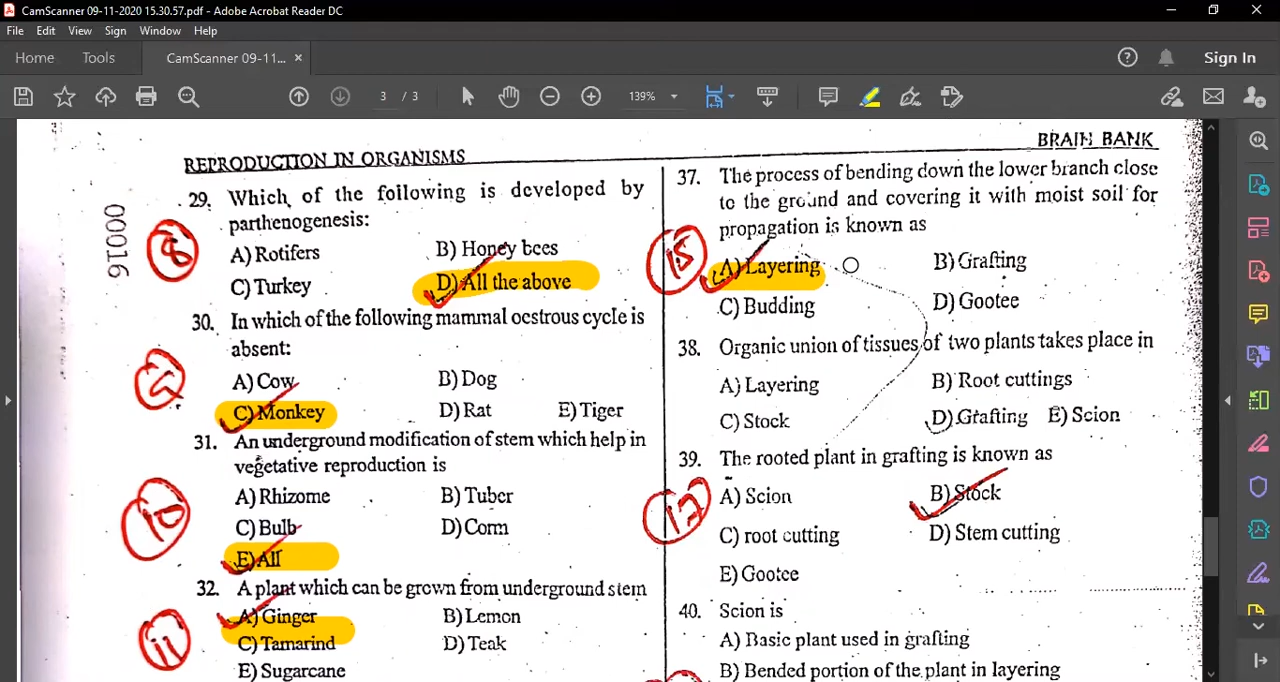 CamScanner 09-11-2020 15.30.57.pdf - Adobe Acrobat Reader DC
File Edit View Sign Window Help
Home Tools CamScanner 09-11... × Sign In
3 / 3 139%
REPRODUCTION IN ORGANISMS
BRAIN BANK
00016
29. Which of the following is developed by
parthenogenesis:
8
A) Rotifers B) Honey bees
C) Turkey D) All the above
30. In which of the following mammal oestrous cycle is
absent:
9
A) Cow B) Dog
C) Monkey D) Rat E) Tiger
31. An underground modification of stem which help in
vegetative reproduction is
10
A) Rhizome B) Tuber
C) Bulb D) Corm
E) All
32. A plant which can be grown from underground stem
11
A) Ginger B) Lemon
C) Tamarind D) Teak
E) Sugarcane
37. The process of bending down the lower branch close
to the ground and covering it with moist soil for
propagation is known as
15
A) Layering B) Grafting
C) Budding D) Gootee
38. Organic union of tissues of two plants takes place in
A) Layering B) Root cuttings
C) Stock D) Grafting E) Scion
39. The rooted plant in grafting is known as
17
A) Scion B) Stock
C) root cutting D) Stem cutting
E) Gootee
40. Scion is
A) Basic plant used in grafting
B) Bended portion of the plant in layering